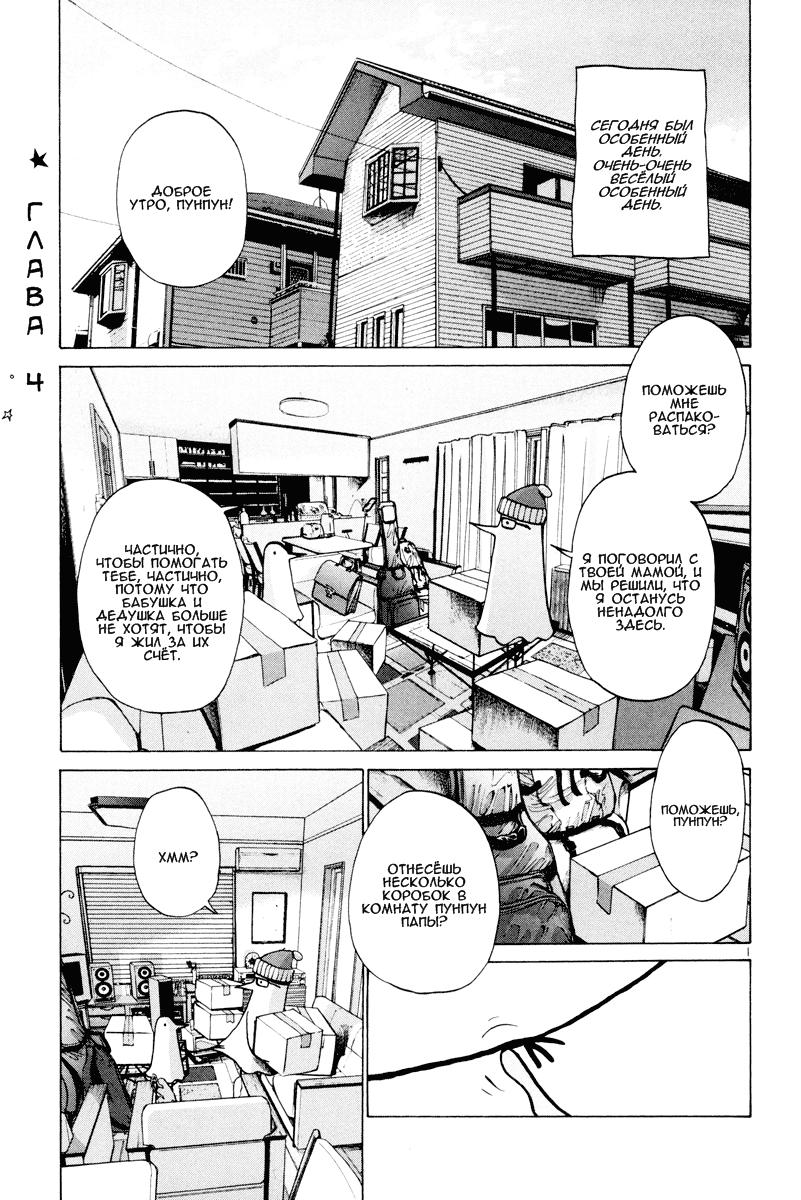 ★ ГЛАВА 4
СЕГОДНЯ БЫЛ
ОСОБЕННЫЙ
ДЕНЬ.
ОЧЕНЬ-ОЧЕНЬ
ВЕСЁЛЫЙ
ОСОБЕННЫЙ
ДЕНЬ.
ДОБРОЕ
УТРО, ПУНПУН!
ПОМОЖЕШЬ
МНЕ
РАСПАКО-
ВАТЬСЯ?
Я ПОГОВОРИЛ С
ТВОЕЙ МАМОЙ, И
МЫ РЕШИЛИ, ЧТО
Я ОСТАНУСЬ
НЕНАДОЛГО
ЗДЕСЬ.
ЧАСТИЧНО,
ЧТОБЫ ПОМОГАТЬ
ТЕБЕ, ЧАСТИЧНО,
ПОТОМУ ЧТО
БАБУШКА И
ДЕДУШКА БОЛЬШЕ
НЕ ХОТЯТ, ЧТОБЫ
Я ЖИЛ ЗА ИХ
СЧЁТ.
ПОМОЖЕШЬ,
ПУНПУН?
ОТНЕСЁШЬ
НЕСКОЛЬКО
КОРОБОК В
КОМНАТУ ПУНПУН
ПАПЫ?
ХММ?
1